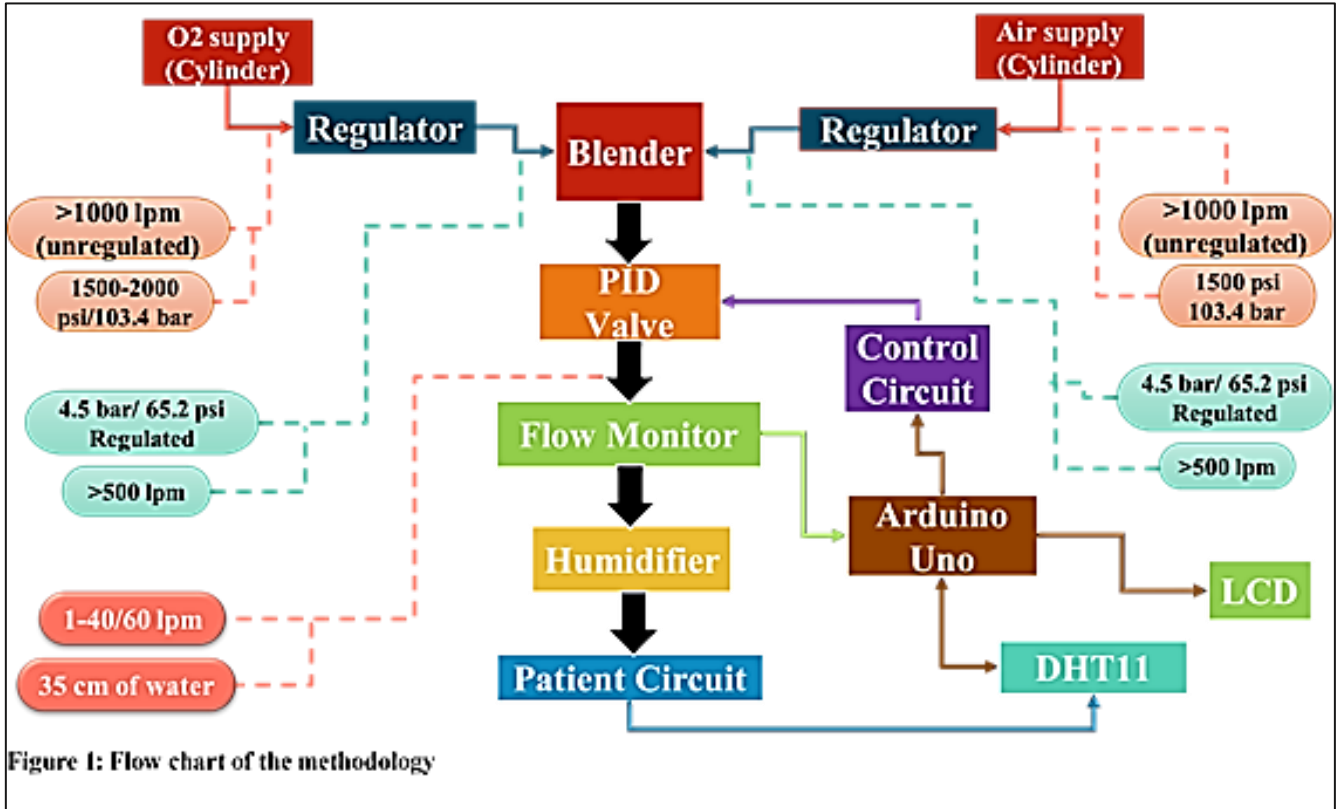 O2 supply
(Cylinder)
Air supply
(Cylinder)
Regulator
Blender
Regulator
>1000 lpm
(unregulated)
1500-2000
psi/103.4 bar
>1000 lpm
(unregulated)
1500 psi
103.4 bar
PID
Valve
Control
Circuit
4.5 bar/ 65.2 psi
Regulated
>500 lpm
4.5 bar/ 65.2 psi
Regulated
>500 lpm
Flow Monitor
Arduino
Uno
Humidifier
LCD
1-40/60 lpm
35 cm of water
Patient Circuit
DHT11
Figure 1: Flow chart of the methodology